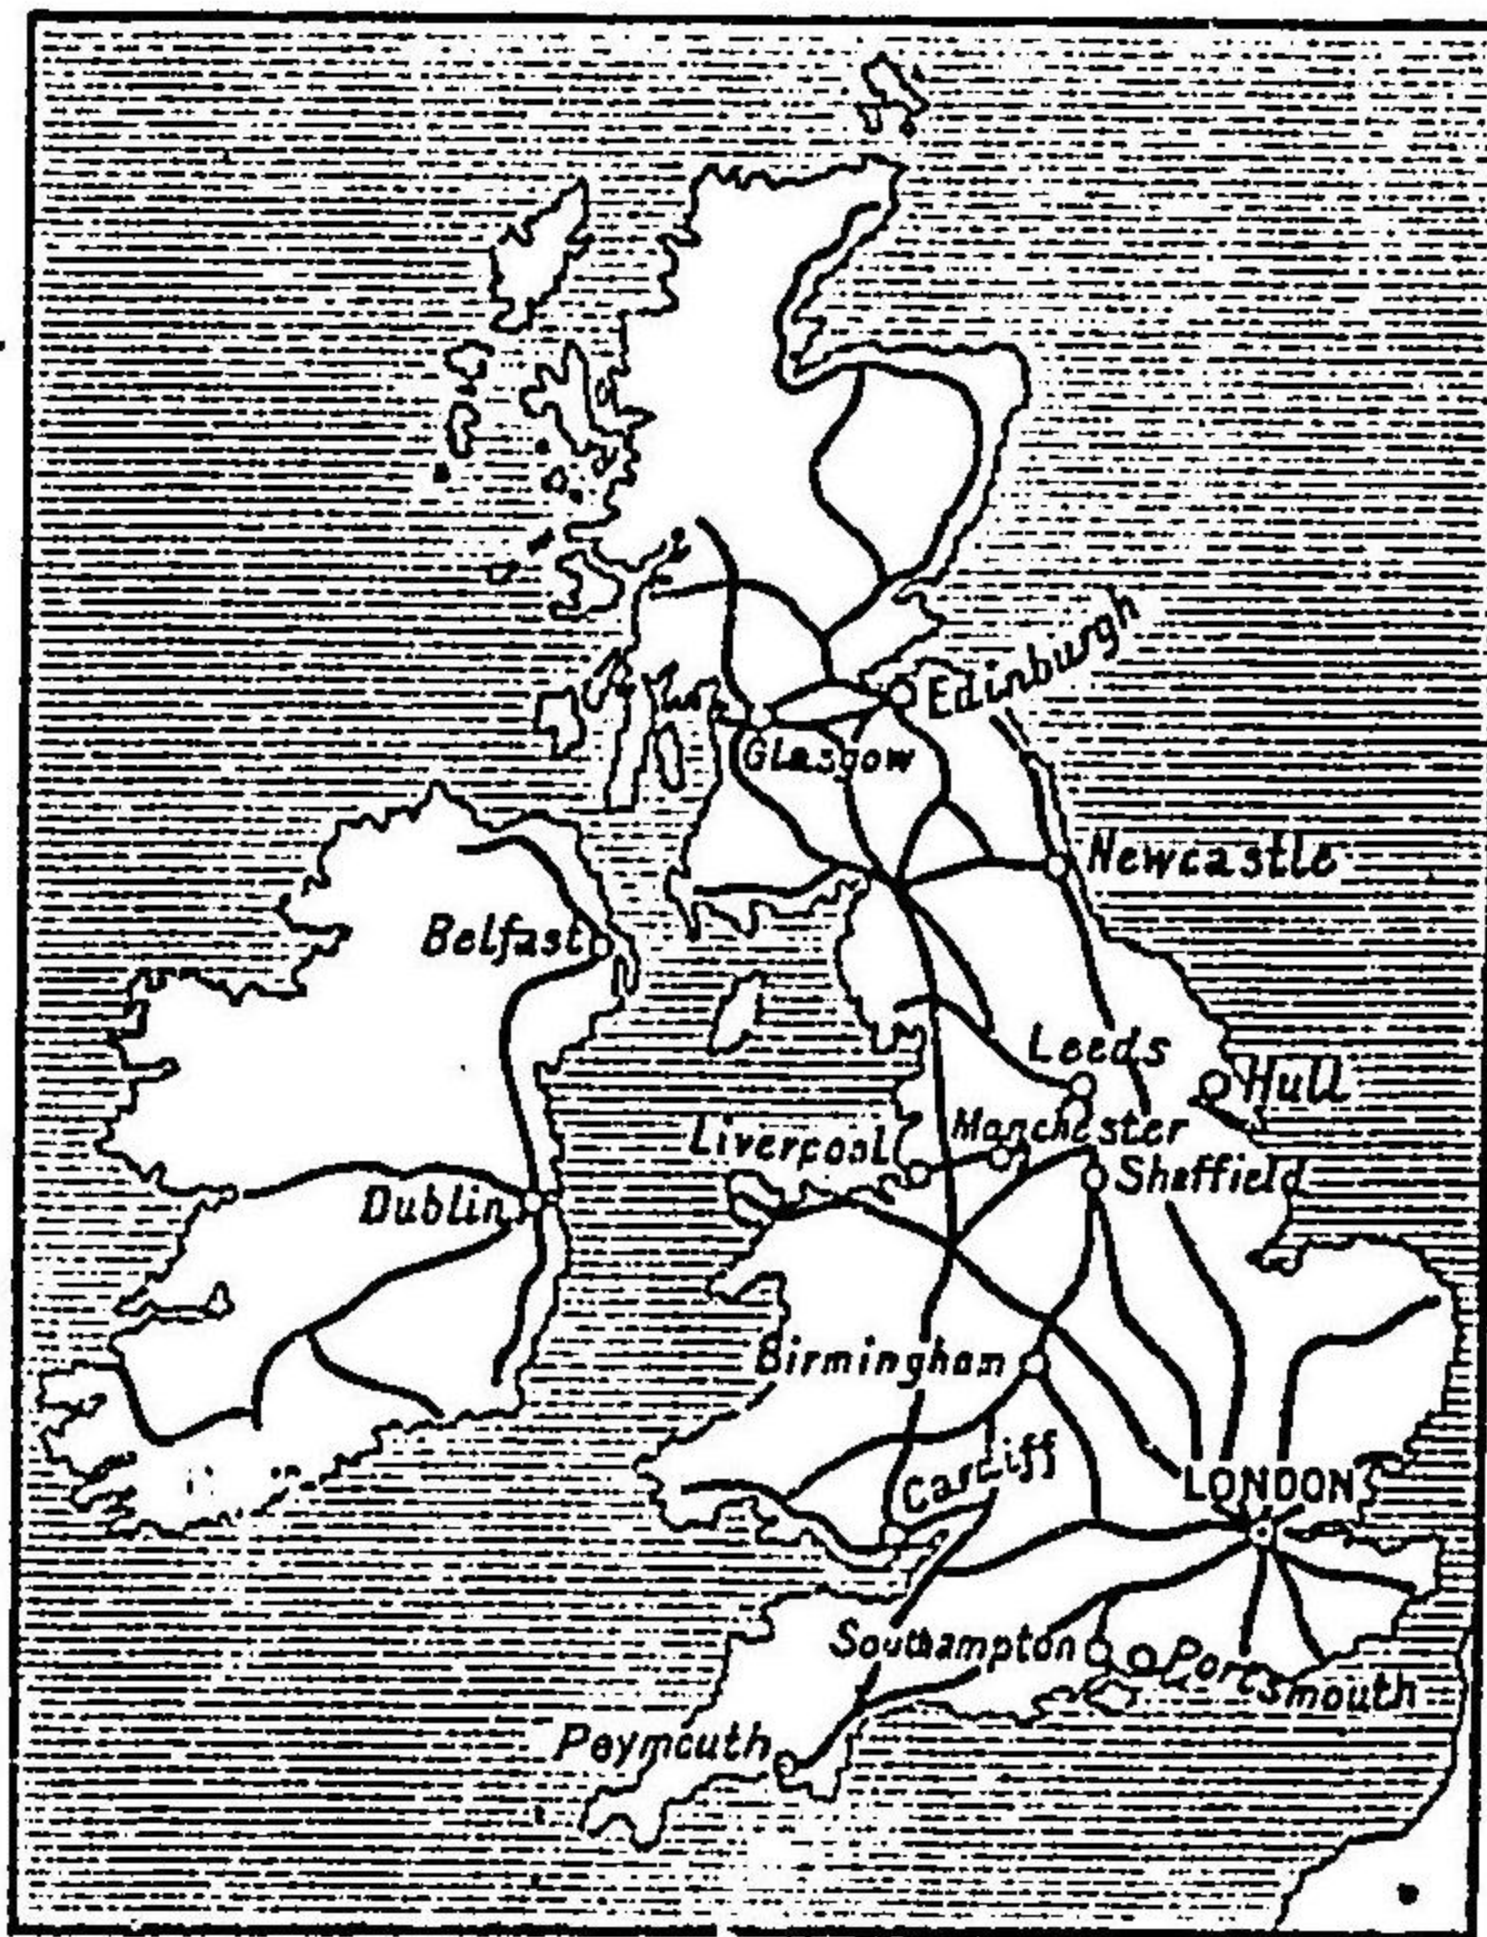 Edinburgh
Glasgow
Newcastle
Belfast
Leeds
Hull
Manchester
Liverpool
Sheffield
Dublin
Birmingham
Cardiff
LONDON
Southampton
Portsmouth
Peymouth